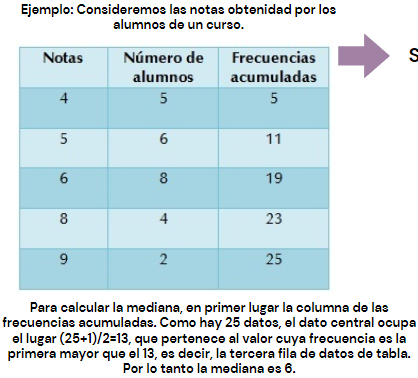 Ejemplo: Consideremos las notas obtenidad por los
alumnos de un curso.
Notas Número de alumnos Frecuencias acumuladas
4 5 5
5 6 11
6 8 19
8 4 23
9 2 25
Para calcular la mediana, en primer lugar la columna de las
frecuencias acumuladas. Como hay 25 datos, el dato central ocupa
el lugar (25+1)/2=13, que pertenece al valor cuya frecuencia es la
primera mayor que el 13, es decir, la tercera fila de datos de tabla.
Por lo tanto la mediana es 6.